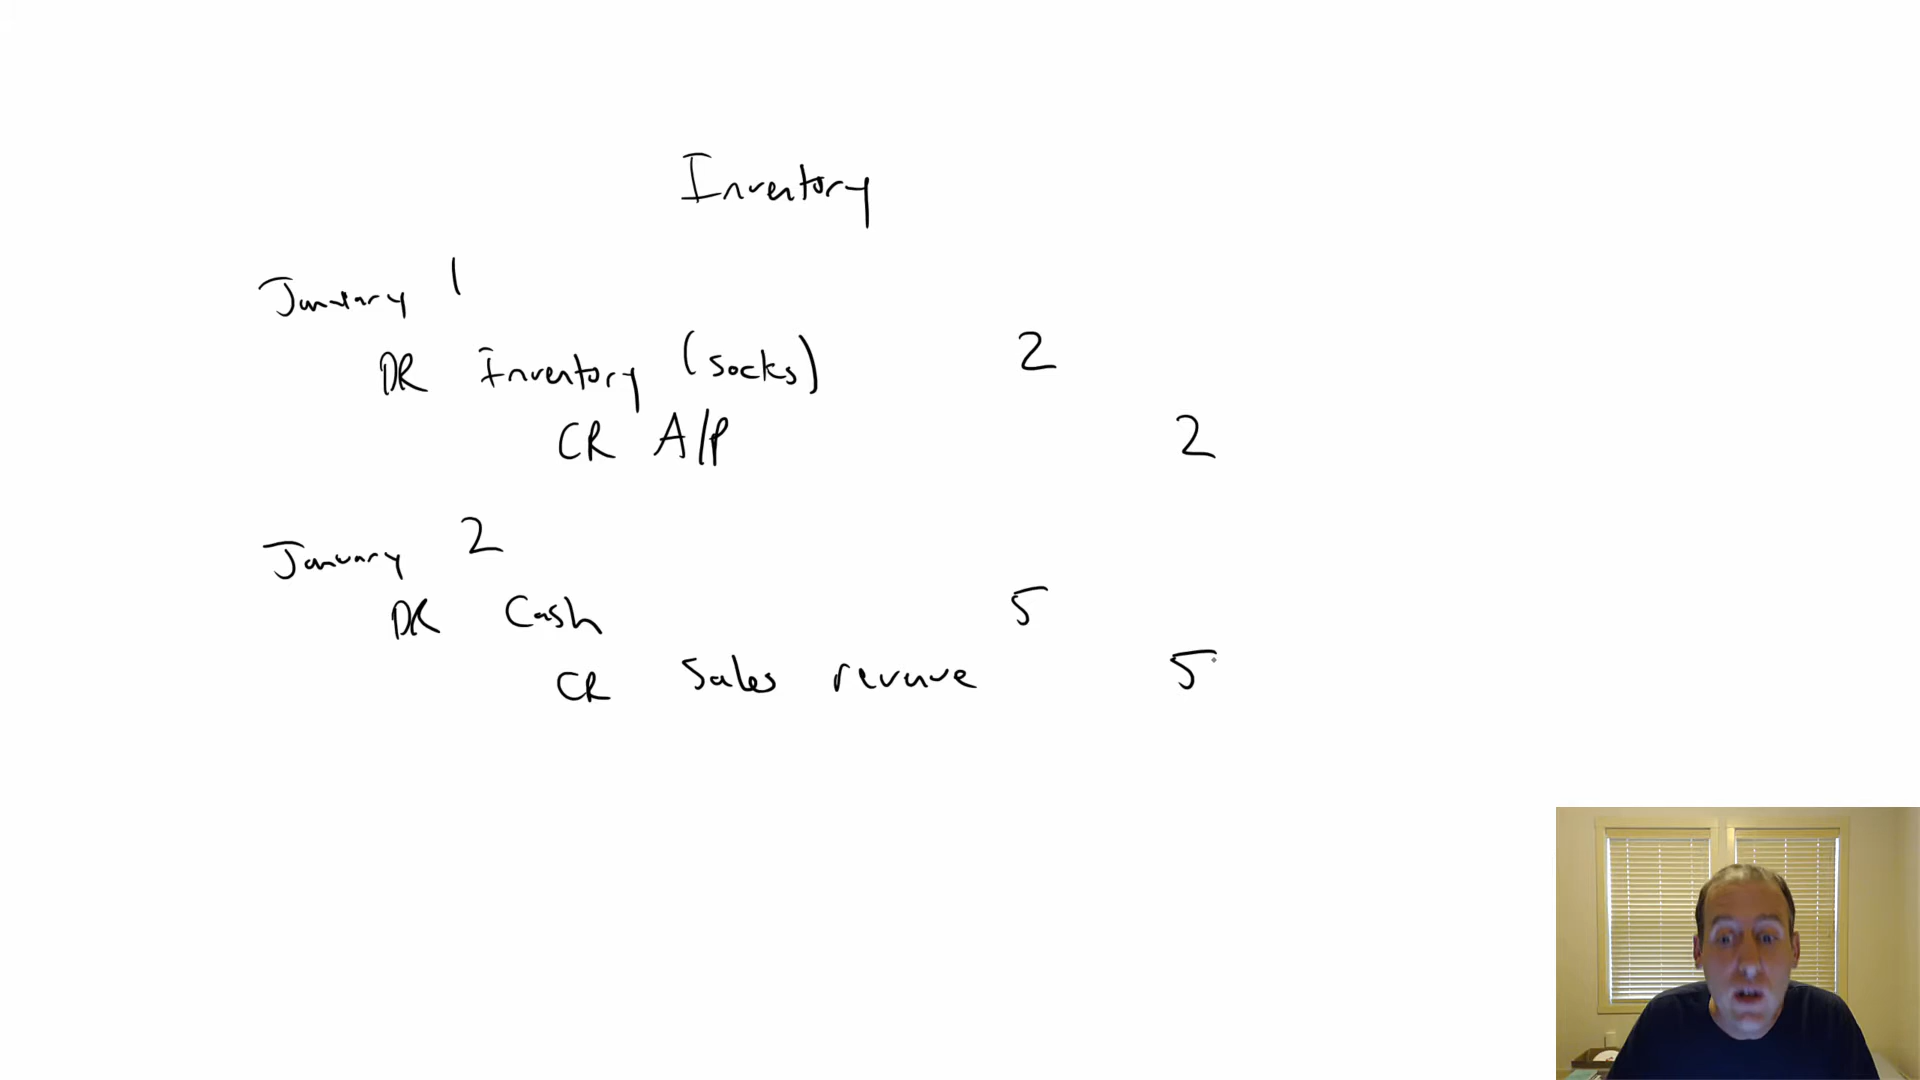 Inventory
January 1
DR Inventory (socks) 2
CR A/P 2
January 2
DR Cash 5
CR Sales revenue 5